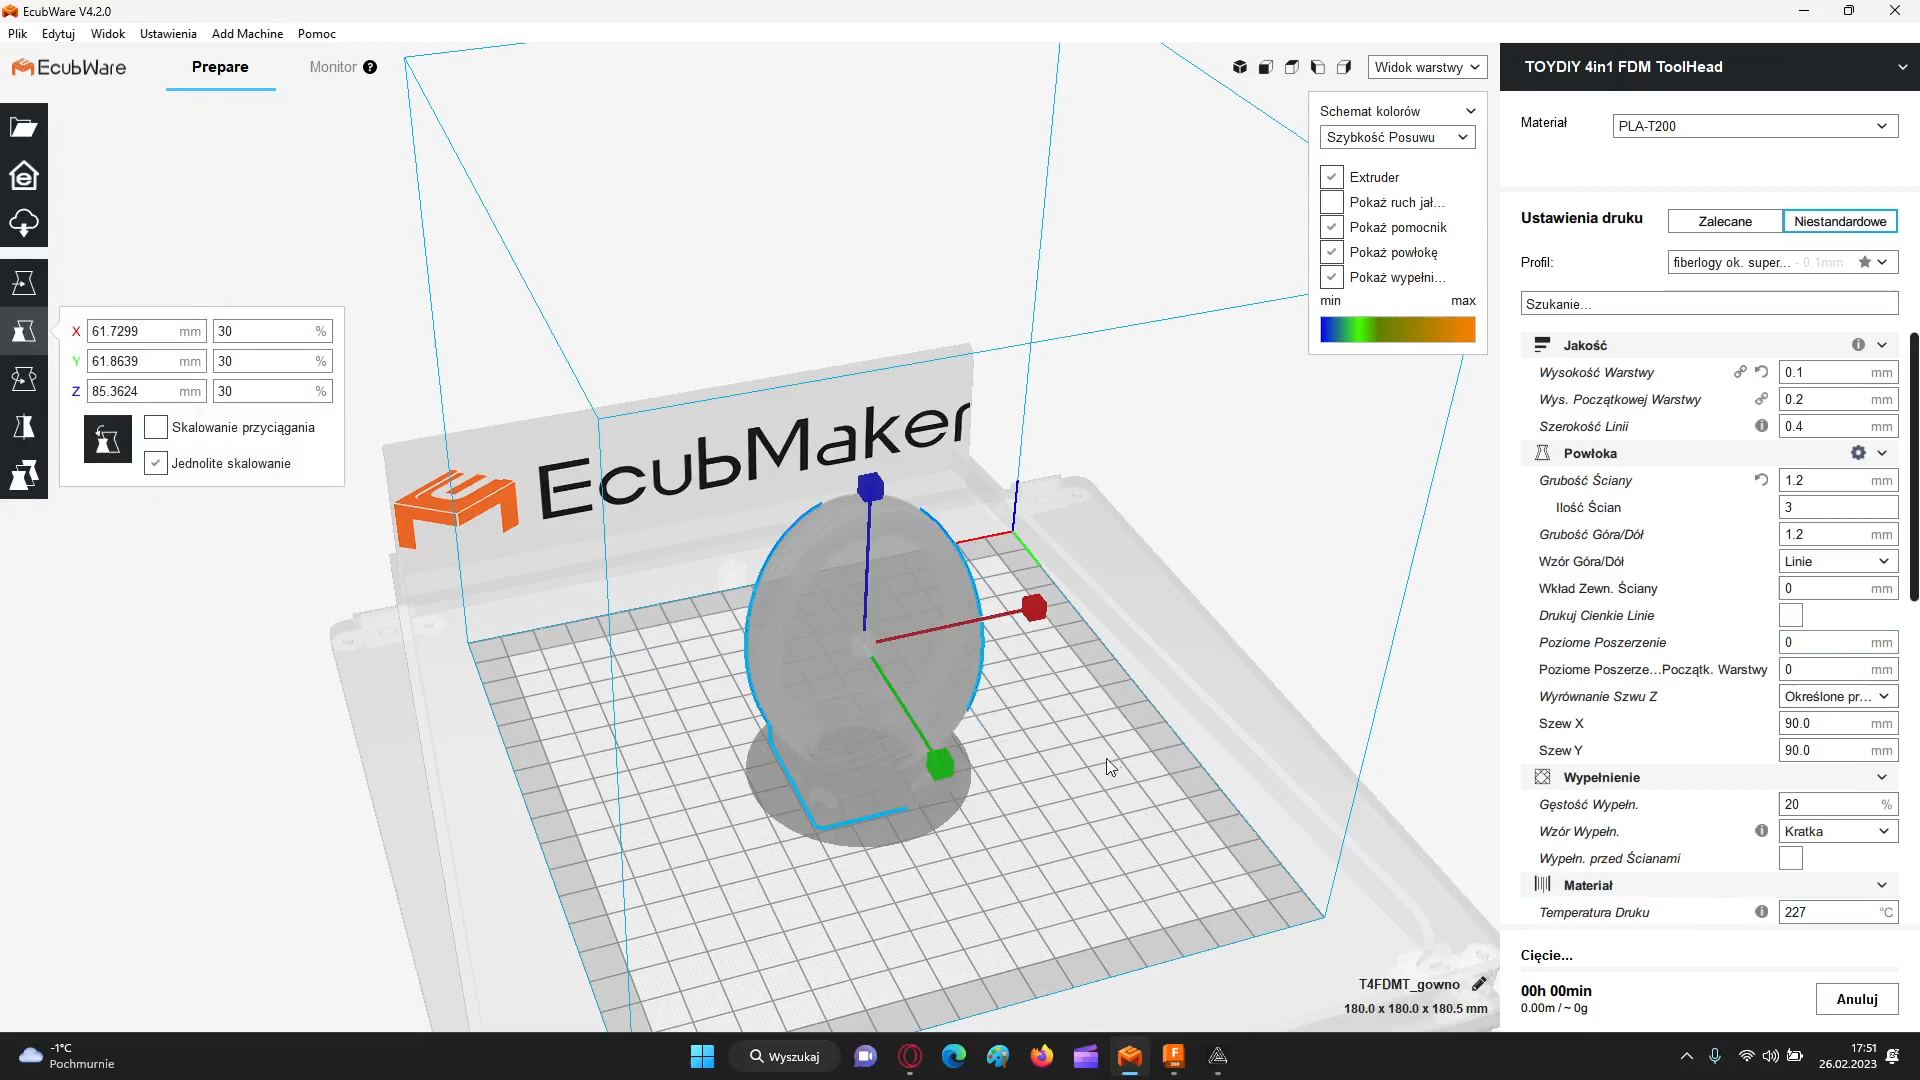 EcubWare V4.2.0
Plik Edytuj Widok Ustawienia Add Machine Pomoc
EcubWare Prepare Monitor ?
Widok warstwy
TOYDIY 4in1 FDM ToolHead
Schemat kolorów
Szybkość Posuwu
Extruder
Pokaż ruch jał...
Pokaż pomocnik
Pokaż powłokę
Pokaż wypełni...
min max
Materiał PLA-T200
Ustawienia druku Zalecane Niestandardowe
Profil: fiberlogy ok. super... - 0.1mm
Szukanie...
X 61.7299 mm 30 %
Y 61.8639 mm 30 %
Z 85.3624 mm 30 %
Skalowanie przyciągania
Jednolite skalowanie
EcubMaker
Jakość
Wysokość Warstwy 0.1 mm
Wys. Początkowej Warstwy 0.2 mm
Szerokość Linii 0.4 mm
Powłoka
Grubość Ściany 1.2 mm
Ilość Ścian 3
Grubość Góra/Dół 1.2 mm
Wzór Góra/Dół Linie
Wkład Zewn. Ściany 0 mm
Drukuj Cienkie Linie
Poziome Poszerzenie 0 mm
Poziome Poszerze...Początk. Warstwy 0 mm
Wyrównanie Szwu Z Określone pr...
Szew X 90.0 mm
Szew Y 90.0 mm
Wypełnienie
Gęstość Wypełn. 20 %
Wzór Wypełn. Kratka
Wypełn. przed Ścianami
Materiał
Temperatura Druku 227 °C
Cięcie...
00h 00min
0.00m / ~ 0g
Anuluj
T4FDMT_gowno
180.0 x 180.0 x 180.5 mm
-1°C
Pochmurnie
Wyszukaj
17:51
26.02.2023